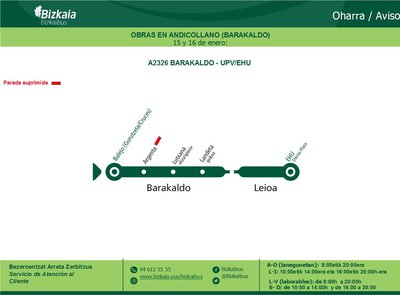 Bizkaia
bizkaibus
Oharra / Aviso
OBRAS EN ANDICOLLANO (BARAKALDO)
15 y 16 de enero:
A2326 BARAKALDO - UPV/EHU
Parada suprimida
Balejo (Gurutzeta/Cruces)
Argenta
Lutxana
Landeta
EHU
Barakaldo
Leioa
Bezeroentzat Arreta Zerbitzua
Servicio de Atención al
Cliente
94 612 55 55
www.bizkaia.eus/bizkaibus
Bizkaibus
@Bizkaibus
A-O (lanegunetan): 8:00etik 20:00era
L-I: 10:00etik 14:00era eta 16:00etik 20:00h-era
L-V (laborables): de 8:00h a 20:00h
S- D: de 10:00 a 14:00h y de 16:00 a 20:00